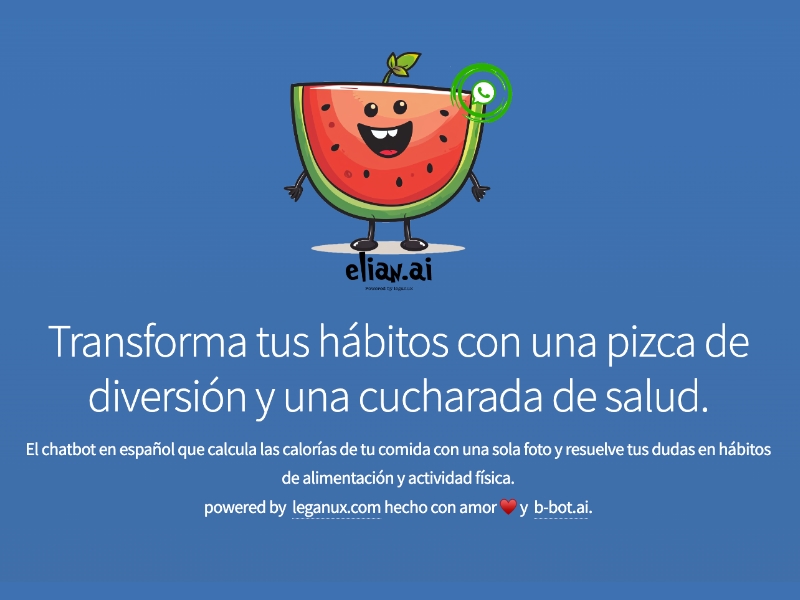 elian.ai
Powered by leganux
Transforma tus hábitos con una pizca de
diversión y una cucharada de salud.
El chatbot en español que calcula las calorías de tu comida con una sola foto y resuelve tus dudas en hábitos
de alimentación y actividad física.
powered by leganux.com hecho con amor ❤️ y b-bot.ai.